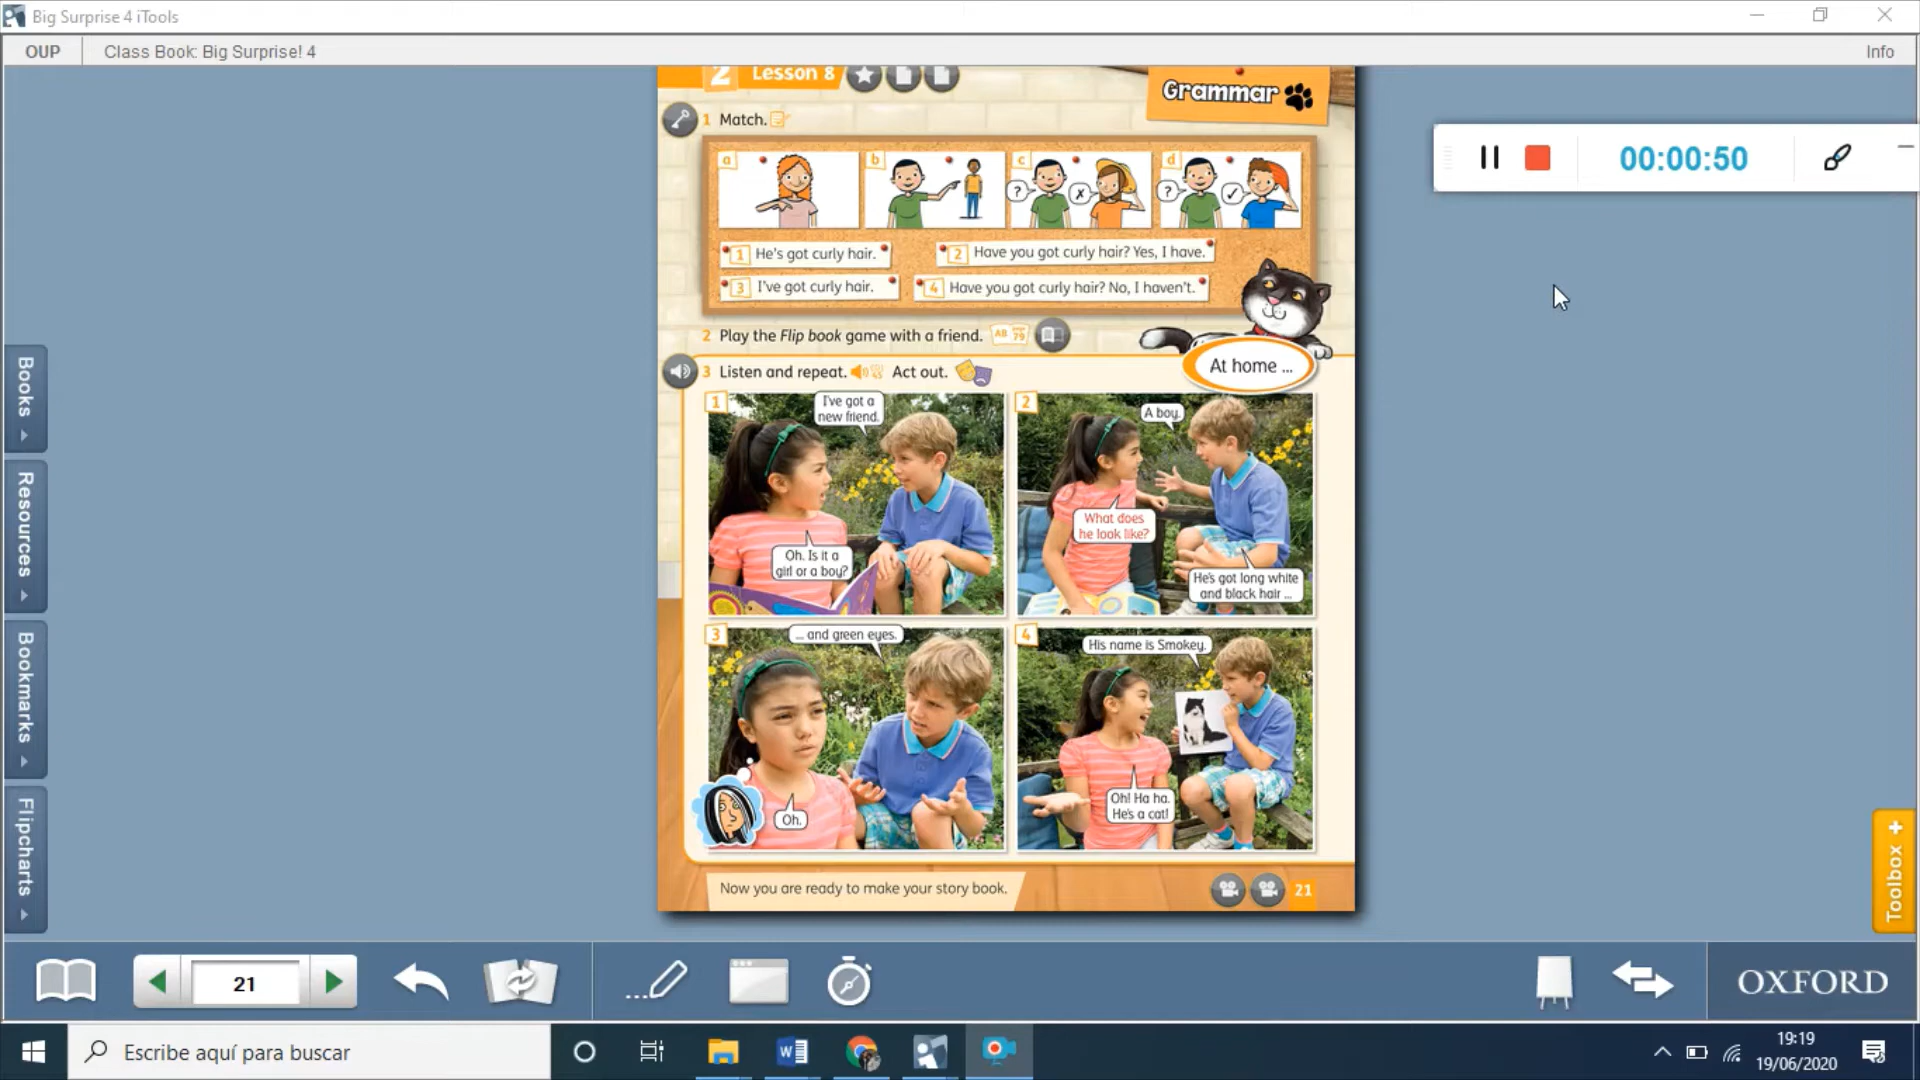 Big Surprise 4 iTools
OUP
Class Book: Big Surprise! 4
Info
2 Lesson 8
Grammar
1 Match.
a
b
c
d
?
x
?
✓
1 He's got curly hair.
2 Have you got curly hair? Yes, I have.
3 I've got curly hair.
4 Have you got curly hair? No, I haven't.
2 Play the Flip book game with a friend. AB page 79
3 Listen and repeat. Act out.
At home ...
1
I've got a
new friend.
Oh. Is it a
girl or a boy?
2
A boy.
What does
he look like?
He's got long white
and black hair ...
3
... and green eyes.
Oh.
4
His name is Smokey.
Oh! Ha ha.
He's a cat!
Now you are ready to make your story book.
21
00:00:50
Books
Resources
Bookmarks
Flipcharts
Toolbox +
21
OXFORD
Escribe aquí para buscar
19:19
19/06/2020